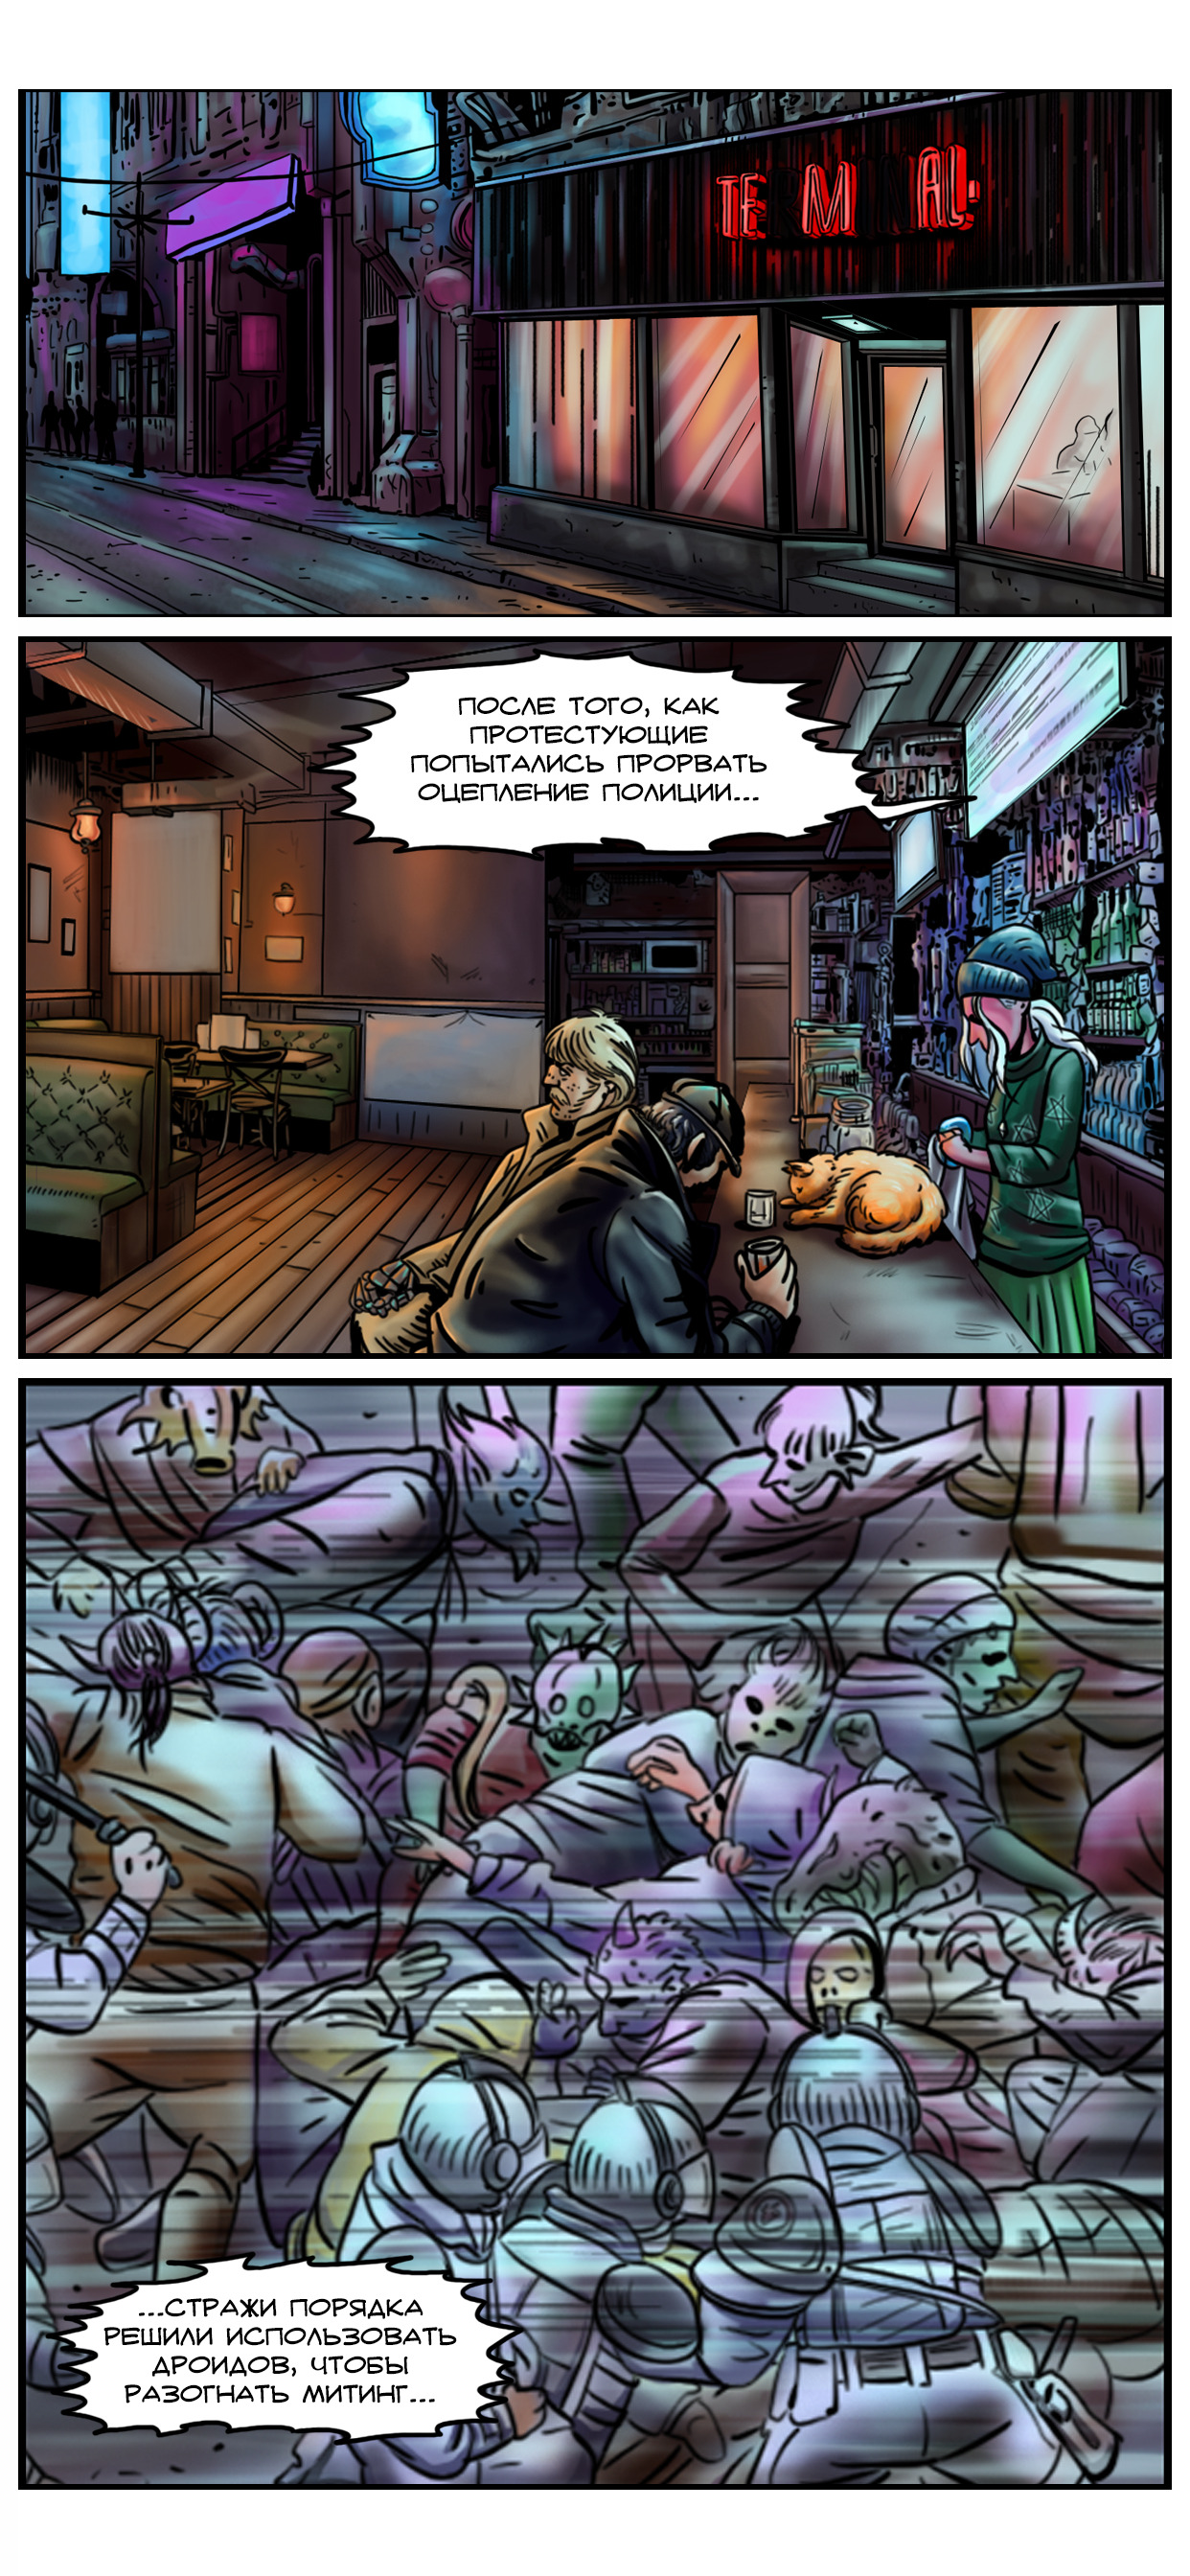 TERMINAL
ПОСЛЕ ТОГО, КАК
ПРОТЕСТУЮЩИЕ
ПОПЫТАЛИСЬ ПРОРВАТЬ
ОЦЕПЛЕНИЕ ПОЛИЦИИ...
...СТРАЖИ ПОРЯДКА
РЕШИЛИ ИСПОЛЬЗОВАТЬ
ДРОИДОВ, ЧТОБЫ
РАЗОГНАТЬ МИТИНГ...